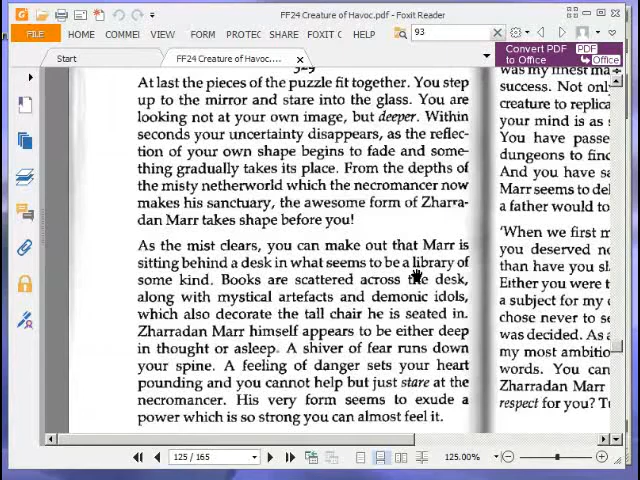 FF24 Creature of Havoc.pdf - Foxit Reader
FILE HOME COMMEI VIEW FORM PROTEC SHARE FOXIT C HELP 93
Start FF24 Creature of Havoc....
Convert PDF to Office
PDF
Office
329
At last the pieces of the puzzle fit together. You step
up to the mirror and stare into the glass. You are
looking not at your own image, but deeper. Within
seconds your uncertainty disappears, as the reflec-
tion of your own shape begins to fade and some-
thing gradually takes its place. From the depths of
the misty netherworld which the necromancer now
makes his sanctuary, the awesome form of Zharra-
dan Marr takes shape before you!
As the mist clears, you can make out that Marr is
sitting behind a desk in what seems to be a library of
some kind. Books are scattered across the desk,
along with mystical artefacts and demonic idols,
which also decorate the tall chair he is seated in.
Zharradan Marr himself appears to be either deep
in thought or asleep. A shiver of fear runs down
your spine. A feeling of danger sets your heart
pounding and you cannot help but just stare at the
necromancer. His very form seems to exude a
power which is so strong you can almost feel it.
was my finest ma
success. Not only
creature to replica
your mind is as s
You have passe
dungeons to finc
And you have sa
Marr seems to del
a father would to
'When we first m
you deserved no
than have you sla
Either you were t
a subject for my o
chose never to se
was decided. As a
my most ambitio
words. You can
Zharradan Marr
respect for you? Tu
125 / 165
125.00%